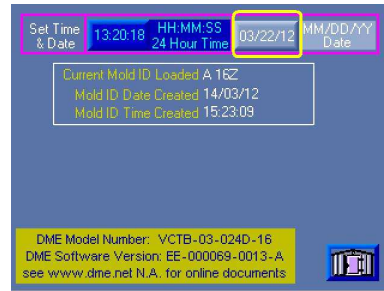 Set Time & Date
13:20:18
HH:MM:SS
24 Hour Time
03/22/12
MM/DD/YY
Date
Current Mold ID Loaded A 16Z
Mold ID Date Created 14/03/12
Mold ID Time Created 15:23:09
DME Model Number: VCTB-03-024D-16
DME Software Version: EE-000069-0013-A
see www.dme.net N.A. for online documents